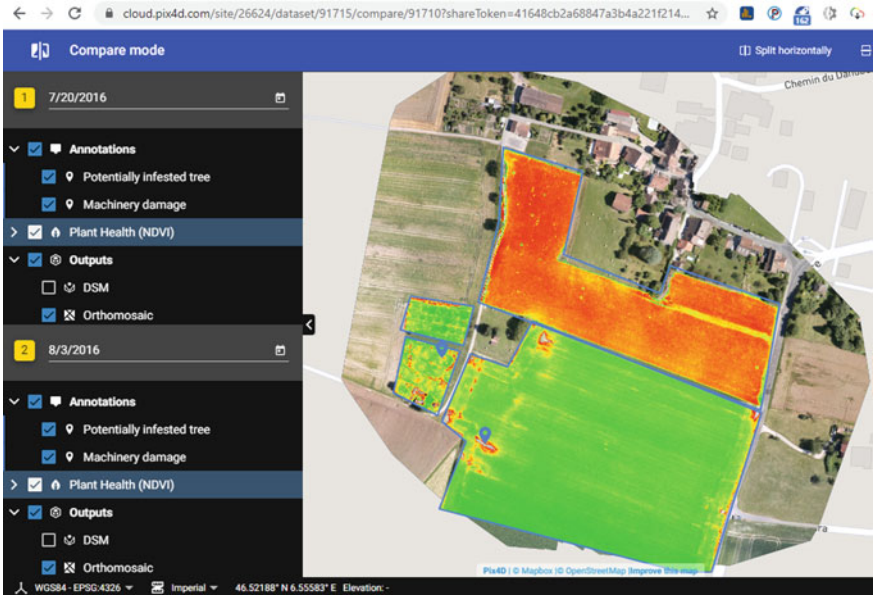 cloud.pix4d.com/site/26624/dataset/91715/compare/91710?shareToken=41648cb2a68847a3b4a221f214...
162
Compare mode
Split horizontally
1
7/20/2016
Annotations
Potentially infested tree
Machinery damage
Plant Health (NDVI)
Outputs
DSM
Orthomosaic
2
8/3/2016
Annotations
Potentially infested tree
Machinery damage
Plant Health (NDVI)
Outputs
DSM
Orthomosaic
Chemin du
Pix4D | © Mapbox © OpenStreetMap Improve this map
WGS84 - EPSG:4326
Imperial
46.52188° N 6.55583° E Elevation: -